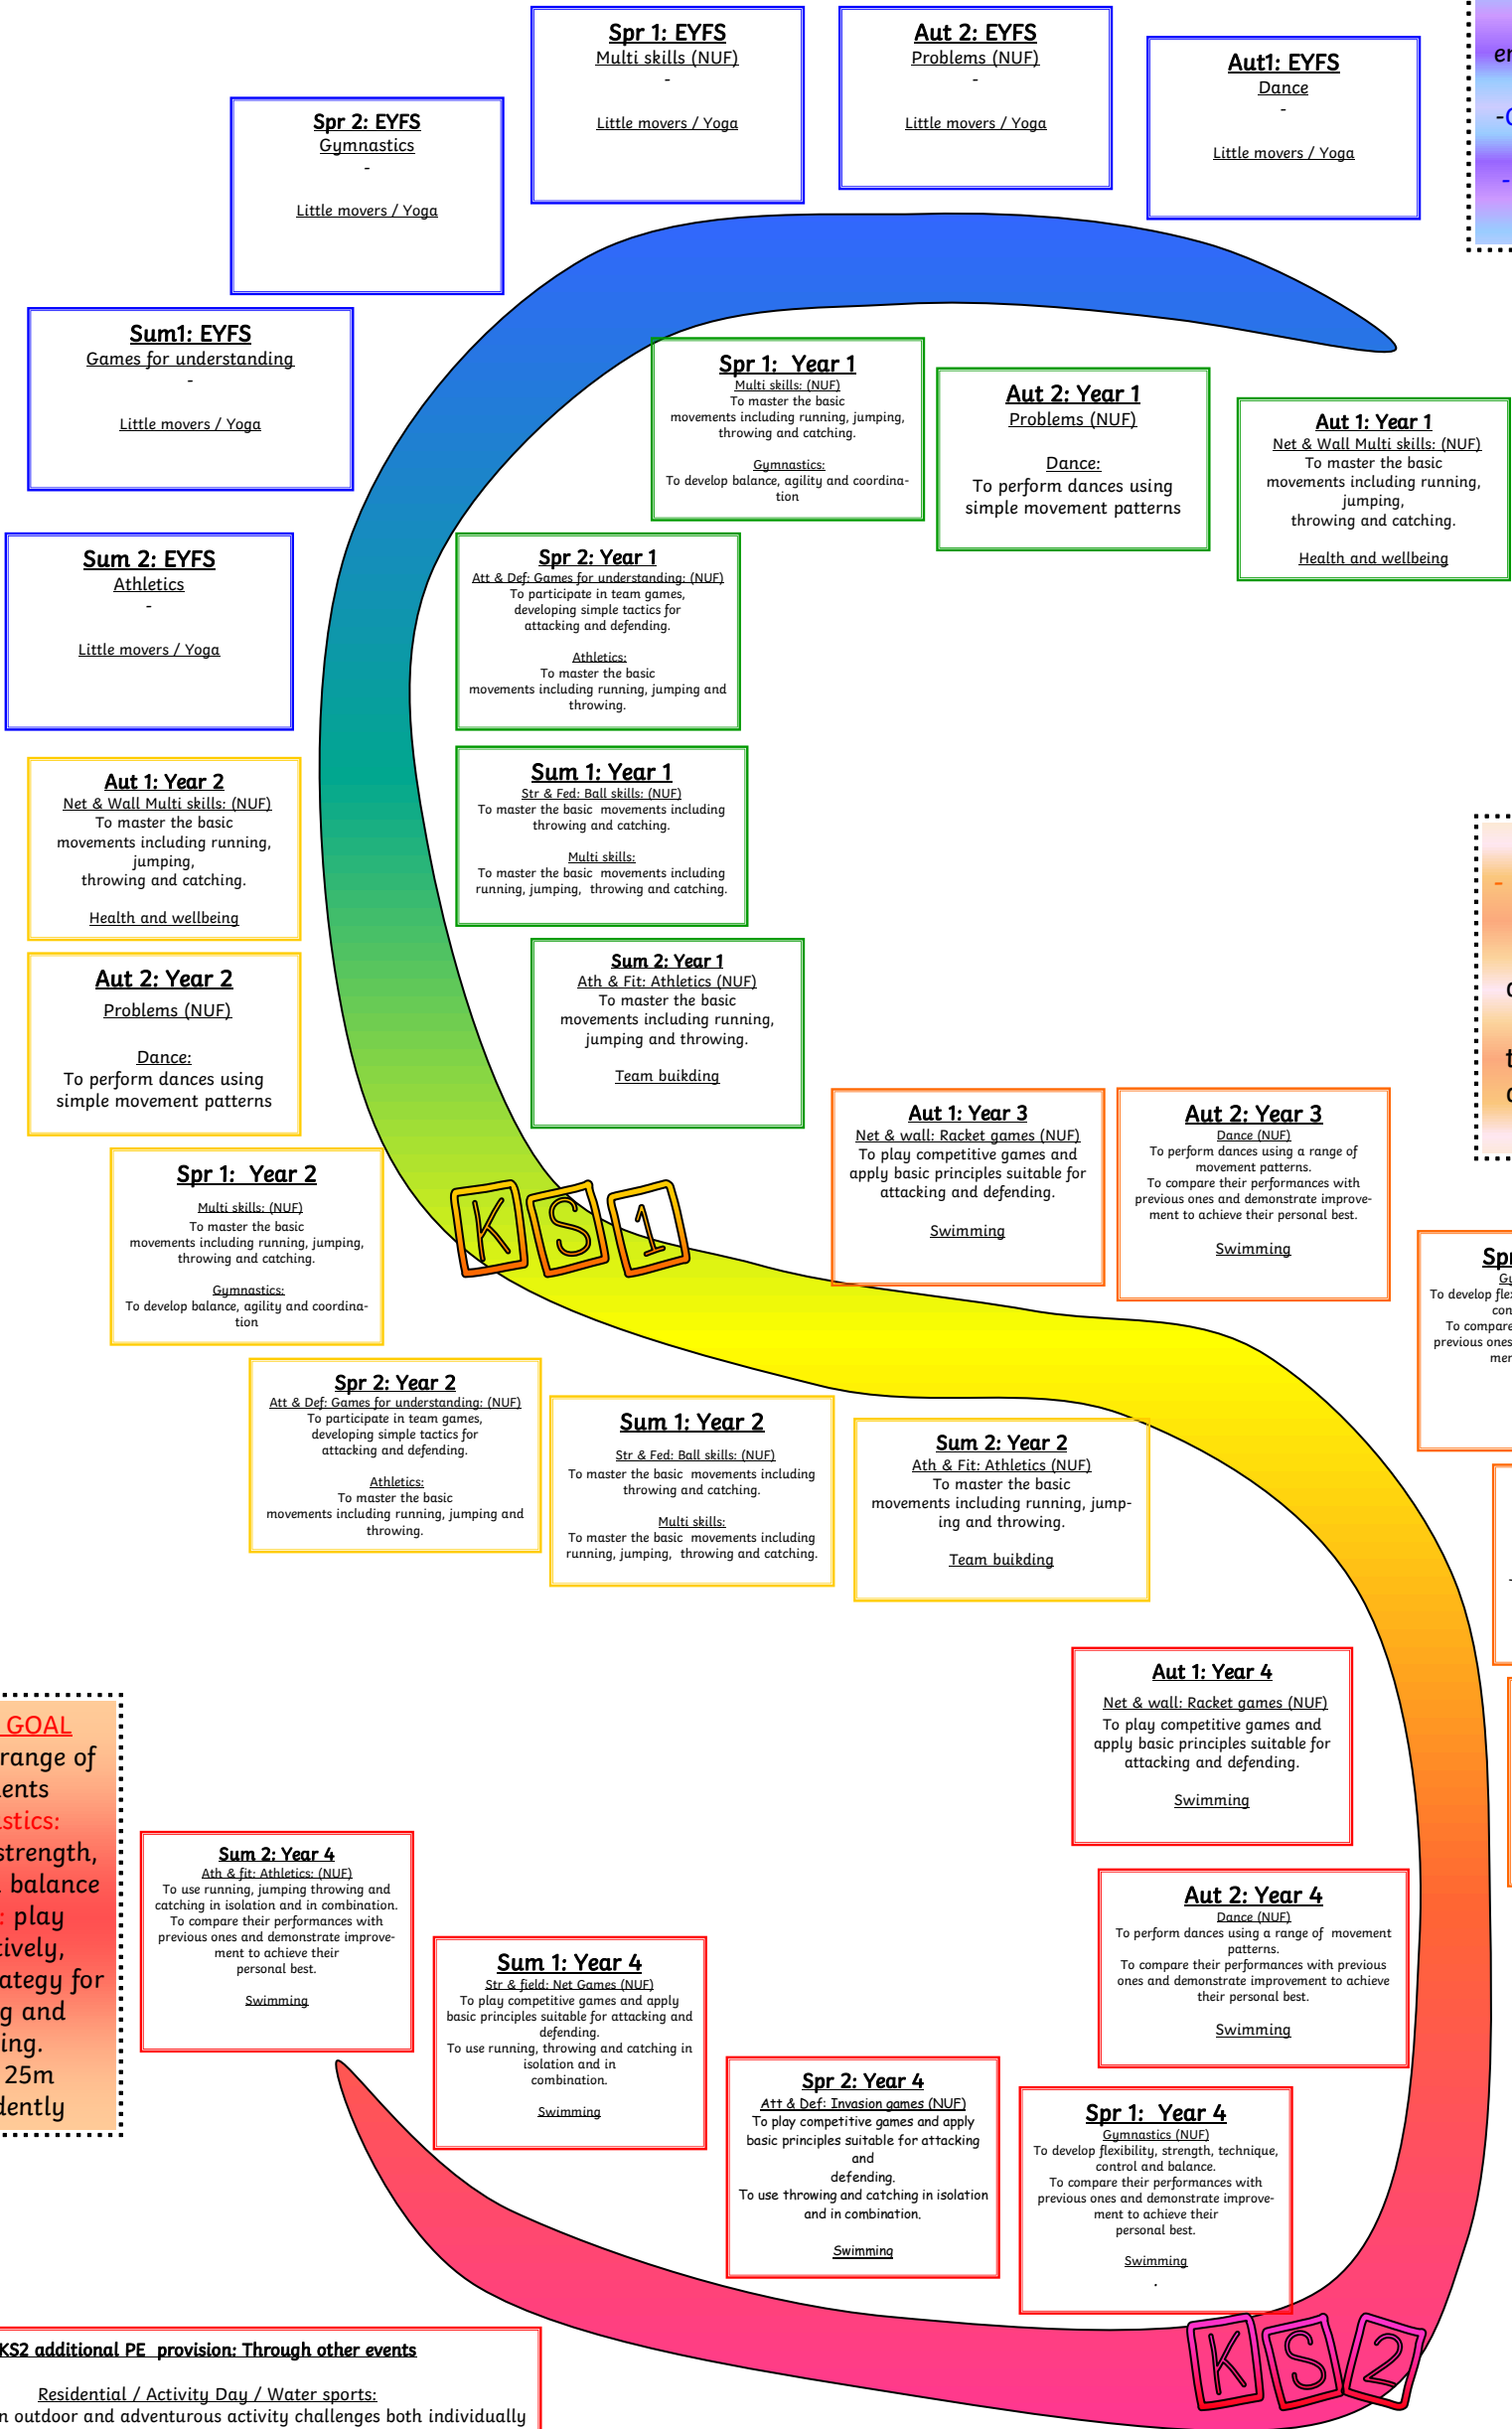 Spr 1: EYFS
Multi skills (NUF)
-
Little movers / Yoga
Aut 2: EYFS
Problems (NUF)
-
Little movers / Yoga
Aut1: EYFS
Dance
-
Little movers / Yoga
Spr 2: EYFS
Gymnastics
-
Little movers / Yoga
Sum1: EYFS
Games for understanding
-
Little movers / Yoga
Sum 2: EYFS
Athletics
-
Little movers / Yoga
Spr 1: Year 1
Multi skills: (NUF)
To master the basic
movements including running, jumping,
throwing and catching.
Gymnastics:
To develop balance, agility and coordina-
tion
Aut 2: Year 1
Problems (NUF)
Dance:
To perform dances using
simple movement patterns
Aut 1: Year 1
Net & Wall Multi skills: (NUF)
To master the basic
movements including running,
jumping,
throwing and catching.
Health and wellbeing
Spr 2: Year 1
Att & Def: Games for understanding: (NUF)
To participate in team games,
developing simple tactics for
attacking and defending.
Athletics:
To master the basic
movements including running, jumping and
throwing.
Sum 1: Year 1
Str & Fed: Ball skills: (NUF)
To master the basic movements including
throwing and catching.
Multi skills:
To master the basic movements including
running, jumping, throwing and catching.
Sum 2: Year 1
Ath & Fit: Athletics (NUF)
To master the basic
movements including running,
jumping and throwing.
Team buikding
Aut 1: Year 2
Net & Wall Multi skills: (NUF)
To master the basic
movements including running,
jumping,
throwing and catching.
Health and wellbeing
Aut 2: Year 2
Problems (NUF)
Dance:
To perform dances using
simple movement patterns
Spr 1: Year 2
Multi skills: (NUF)
To master the basic
movements including running, jumping,
throwing and catching.
Gymnastics:
To develop balance, agility and coordina-
tion
KS1
Spr 2: Year 2
Att & Def: Games for understanding: (NUF)
To participate in team games,
developing simple tactics for
attacking and defending.
Athletics:
To master the basic
movements including running, jumping and
throwing.
Sum 1: Year 2
Str & Fed: Ball skills: (NUF)
To master the basic movements including
throwing and catching.
Multi skills:
To master the basic movements including
running, jumping, throwing and catching.
Sum 2: Year 2
Ath & Fit: Athletics (NUF)
To master the basic
movements including running, jump-
ing and throwing.
Team buikding
Aut 1: Year 3
Net & wall: Racket games (NUF)
To play competitive games and
apply basic principles suitable for
attacking and defending.
Swimming
Aut 2: Year 3
Dance (NUF)
To perform dances using a range of
movement patterns.
To compare their performances with
previous ones and demonstrate improve-
ment to achieve their personal best.
Swimming
To develop
To compare
previous ones
Aut 1: Year 4
Net & wall: Racket games (NUF)
To play competitive games and
apply basic principles suitable for
attacking and defending.
Swimming
Aut 2: Year 4
Dance (NUF)
To perform dances using a range of movement
patterns.
To compare their performances with previous
ones and demonstrate improvement to achieve
their personal best.
Swimming
Spr 1: Year 4
Gymnastics (NUF)
To develop flexibility, strength, technique,
control and balance.
To compare their performances with
previous ones and demonstrate improve-
ment to achieve their
personal best.
Swimming
.
Spr 2: Year 4
Att & Def: Invasion games (NUF)
To play competitive games and apply
basic principles suitable for attacking
and
defending.
To use throwing and catching in isolation
and in combination.
Swimming
Sum 1: Year 4
Str & field: Net Games (NUF)
To play competitive games and apply
basic principles suitable for attacking and
defending.
To use running, throwing and catching in
isolation and in
combination.
Swimming
Sum 2: Year 4
Ath & fit: Athletics: (NUF)
To use running, jumping throwing and
catching in isolation and in combination.
To compare their performances with
previous ones and demonstrate improve-
ment to achieve their
personal best.
Swimming
GOAL
range of
strength,
balance
play
for
and
25m
KS2
KS2 additional PE provision: Through other events
Residential / Activity Day / Water sports:
outdoor and adventurous activity challenges both individually